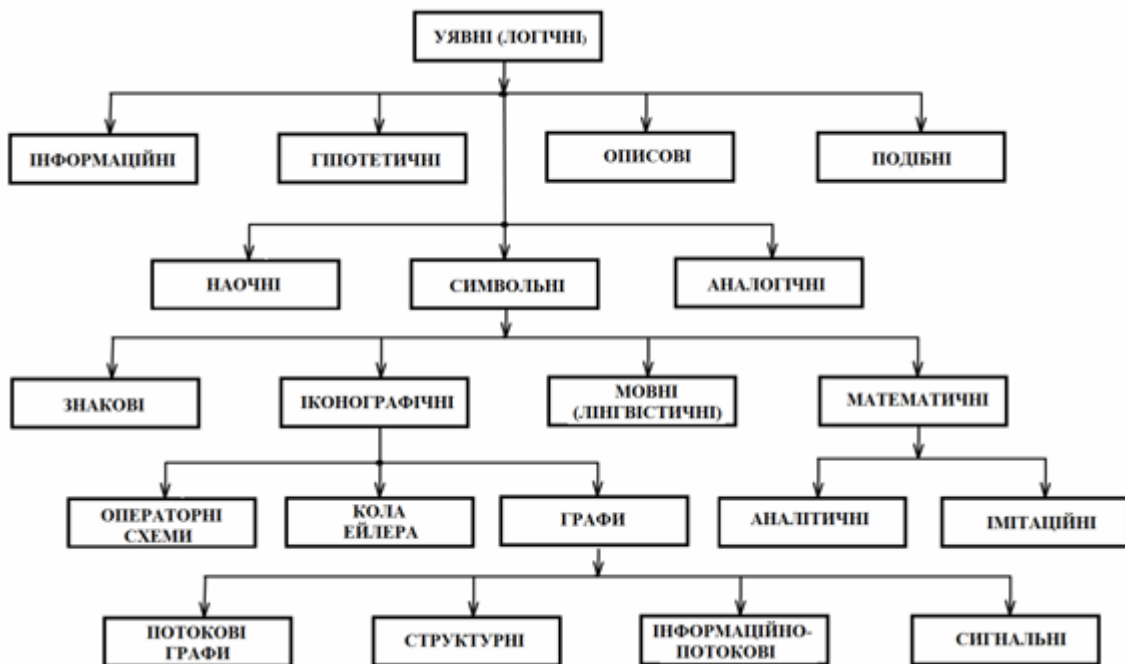 УЯВНІ (ЛОГІЧНІ)
ІНФОРМАЦІЙНІ
ГІПОТЕТИЧНІ
ОПИСОВІ
ПОДІБНІ
НАОЧНІ
СИМВОЛЬНІ
АНАЛОГІЧНІ
ЗНАКОВІ
ІКОНОГРАФІЧНІ
МОВНІ
(ЛІНГВІСТИЧНІ)
МАТЕМАТИЧНІ
ОПЕРАТОРНІ
СХЕМИ
КОЛА
ЕЙЛЕРА
ГРАФИ
АНАЛІТИЧНІ
ІМІТАЦІЙНІ
ПОТОКОВІ
ГРАФИ
СТРУКТУРНІ
ІНФОРМАЦІЙНО-
ПОТОКОВІ
СИГНАЛЬНІ